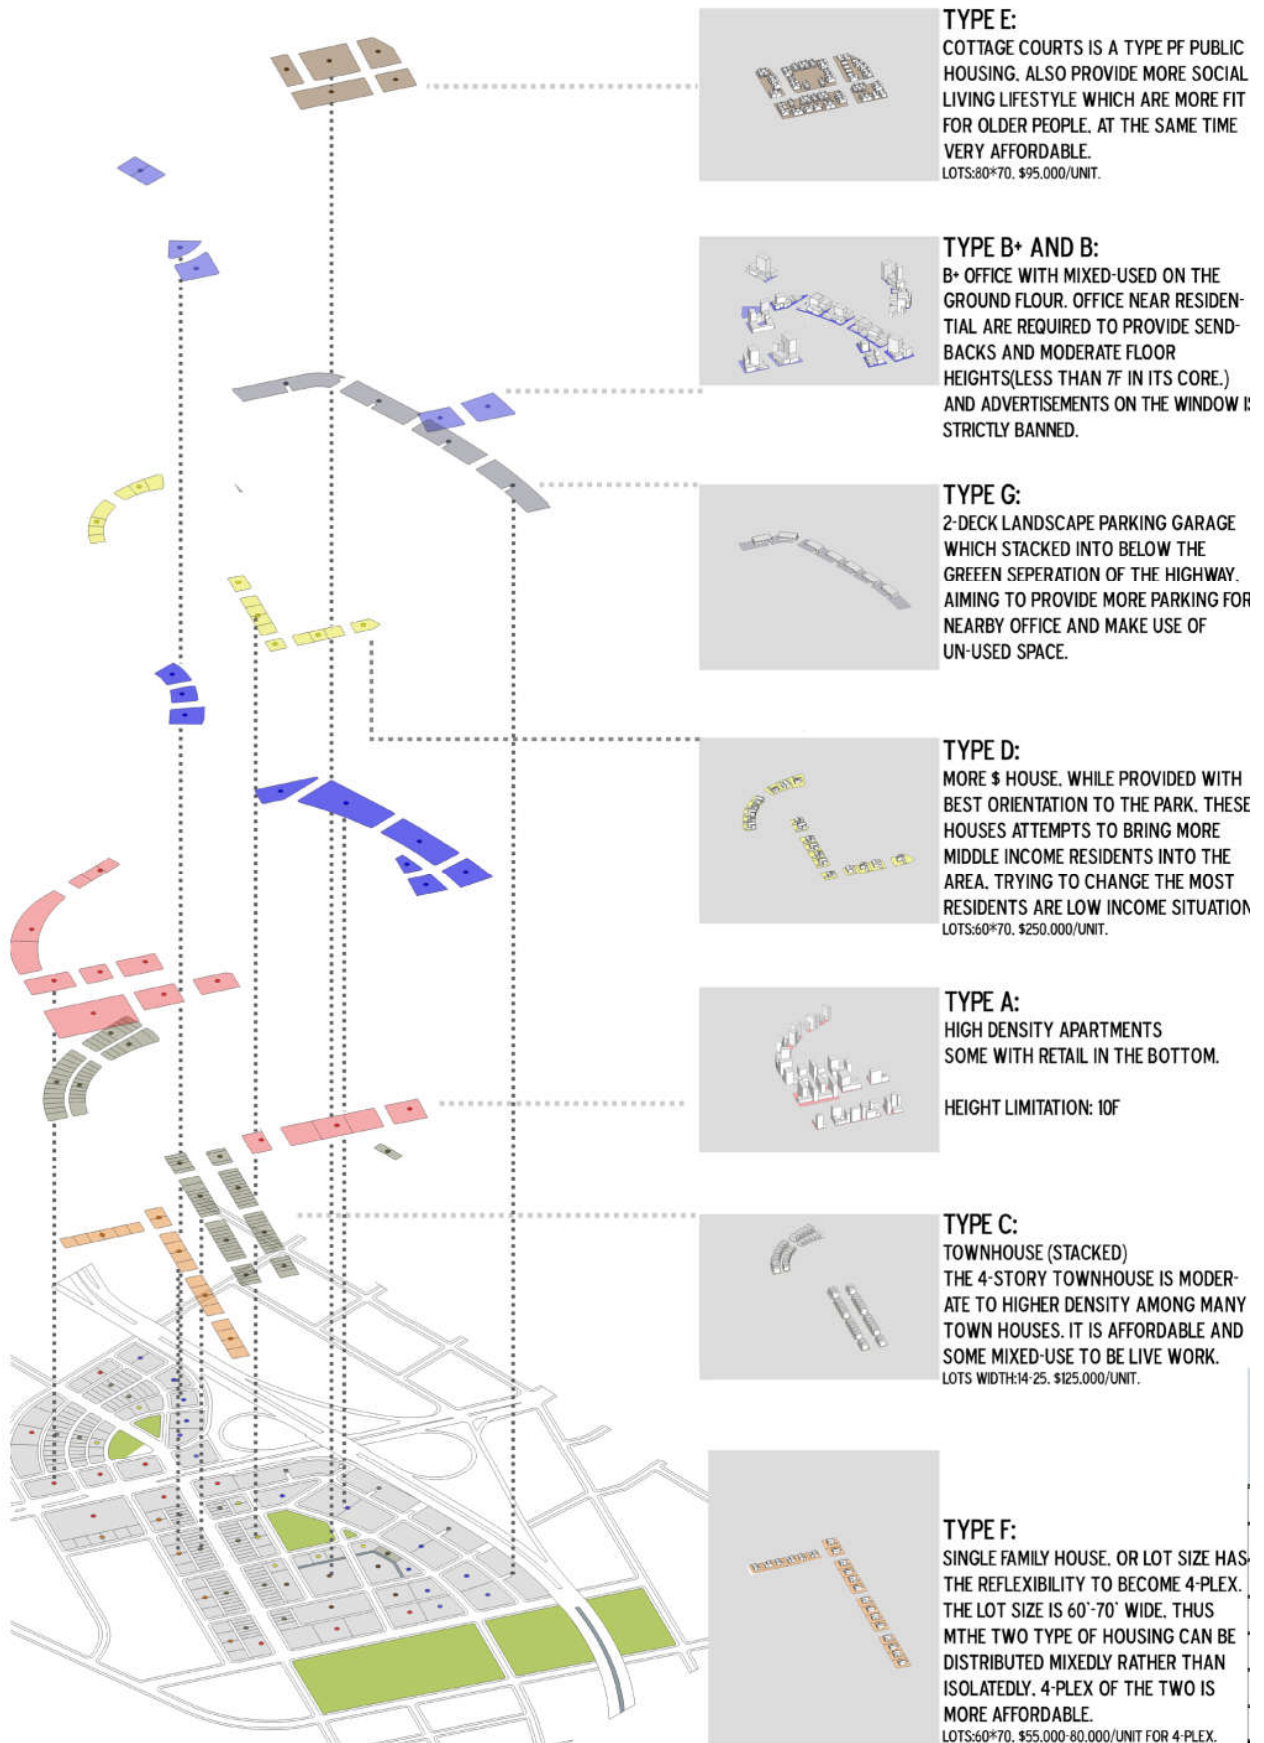 TYPE E:
COTTAGE COURTS IS A TYPE PF PUBLIC
HOUSING. ALSO PROVIDE MORE SOCIAL
LIVING LIFESTYLE WHICH ARE MORE FIT
FOR OLDER PEOPLE. AT THE SAME TIME
VERY AFFORDABLE.
LOTS:80*70. $95.000/UNIT.
TYPE B+ AND B:
B+ OFFICE WITH MIXED-USED ON THE
GROUND FLOUR. OFFICE NEAR RESIDEN-
TIAL ARE REQUIRED TO PROVIDE SEND-
BACKS AND MODERATE FLOOR
HEIGHTS(LESS THAN 7F IN ITS CORE.)
AND ADVERTISEMENTS ON THE WINDOW IS
STRICTLY BANNED.
TYPE G:
2-DECK LANDSCAPE PARKING GARAGE
WHICH STACKED INTO BELOW THE
GREEEN SEPERATION OF THE HIGHWAY.
AIMING TO PROVIDE MORE PARKING FOR
NEARBY OFFICE AND MAKE USE OF
UN-USED SPACE.
TYPE D:
MORE $ HOUSE. WHILE PROVIDED WITH
BEST ORIENTATION TO THE PARK. THESE
HOUSES ATTEMPTS TO BRING MORE
MIDDLE INCOME RESIDENTS INTO THE
AREA. TRYING TO CHANGE THE MOST
RESIDENTS ARE LOW INCOME SITUATION
LOTS:60*70. $250.000/UNIT.
TYPE A:
HIGH DENSITY APARTMENTS
SOME WITH RETAIL IN THE BOTTOM.
HEIGHT LIMITATION: 10F
TYPE C:
TOWNHOUSE (STACKED)
THE 4-STORY TOWNHOUSE IS MODER-
ATE TO HIGHER DENSITY AMONG MANY
TOWN HOUSES. IT IS AFFORDABLE AND
SOME MIXED-USE TO BE LIVE WORK.
LOTS WIDTH:14-25. $125.000/UNIT.
TYPE F:
SINGLE FAMILY HOUSE. OR LOT SIZE HAS
THE REFLEXIBILITY TO BECOME 4-PLEX.
THE LOT SIZE IS 60'-70' WIDE. THUS
MTHE TWO TYPE OF HOUSING CAN BE
DISTRIBUTED MIXEDLY RATHER THAN
ISOLATEDLY. 4-PLEX OF THE TWO IS
MORE AFFORDABLE.
LOTS:60*70. $55.000-80.000/UNIT FOR 4-PLEX.